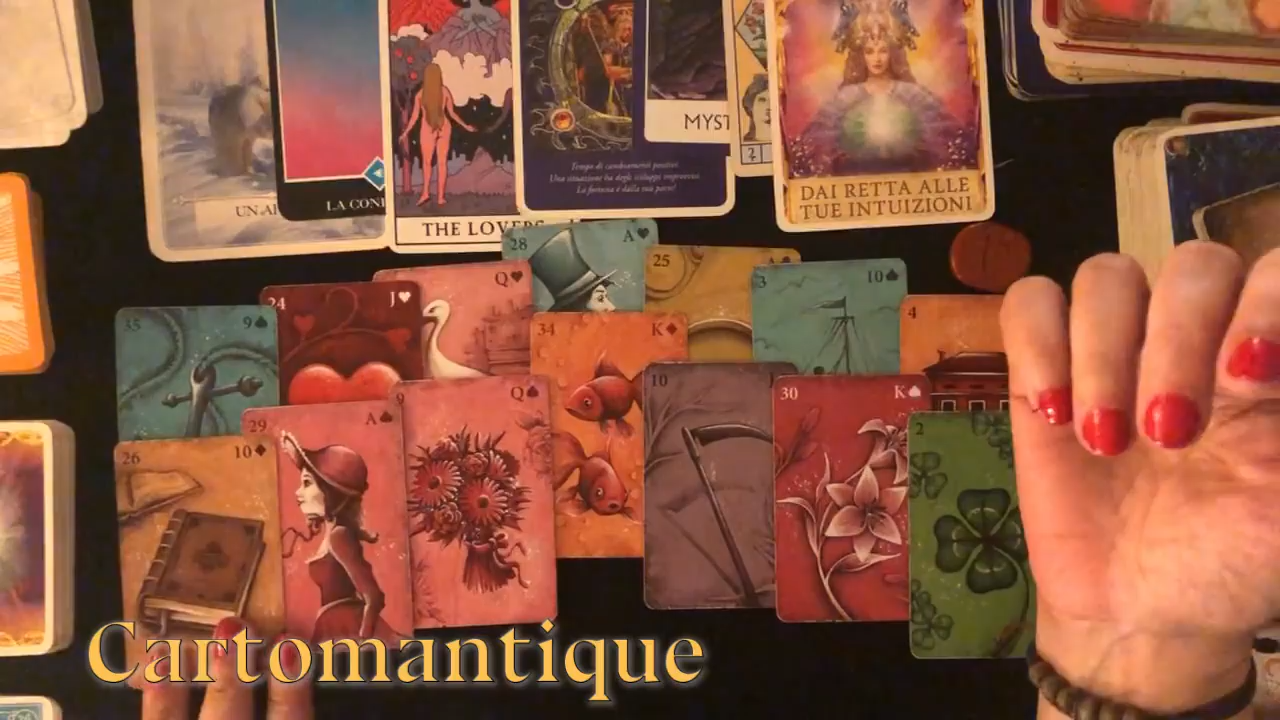 UN A
LA CON
THE LOVERS
Tempo di cambiamenti positivi
Una situazione ha degli sviluppi improvvisi.
La fortuna è dalla tua parte!
MYST
2
DAI RETTA ALLE
TUE INTUIZIONI
28 A
25 A
24 J
Q
3 10
35 9
34 K
4
10
30 K
9 Q
29 A
2
26 10
Cartomantique